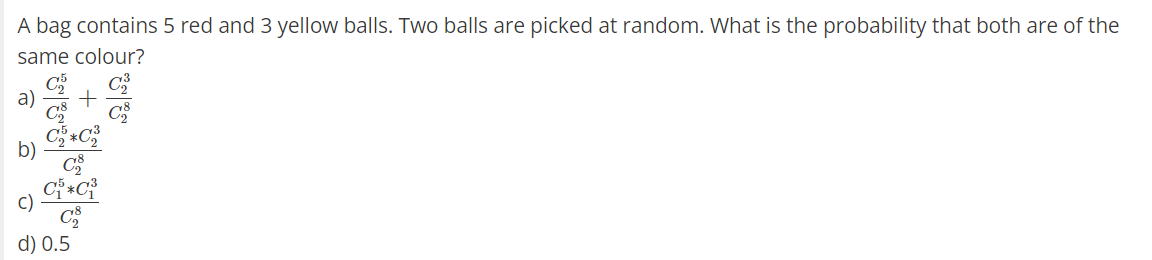 A bag contains 5 red and 3 yellow balls. Two balls are picked at random. What is the probability that both are of the
same colour?
a) \frac{C_2^5}{C_2^8} + \frac{C_2^3}{C_2^8}
b) \frac{C_2^5 * C_2^3}{C_2^8}
c) \frac{C_1^5 * C_1^3}{C_2^8}
d) 0.5